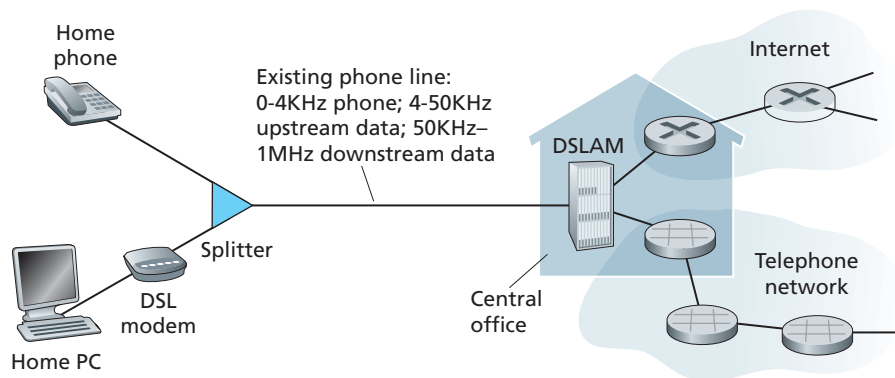 Home
phone
Existing phone line:
0-4KHz phone; 4-50KHz
upstream data; 50KHz–
1MHz downstream data
Internet
DSLAM
Splitter
DSL
modem
Home PC
Central
office
Telephone
network